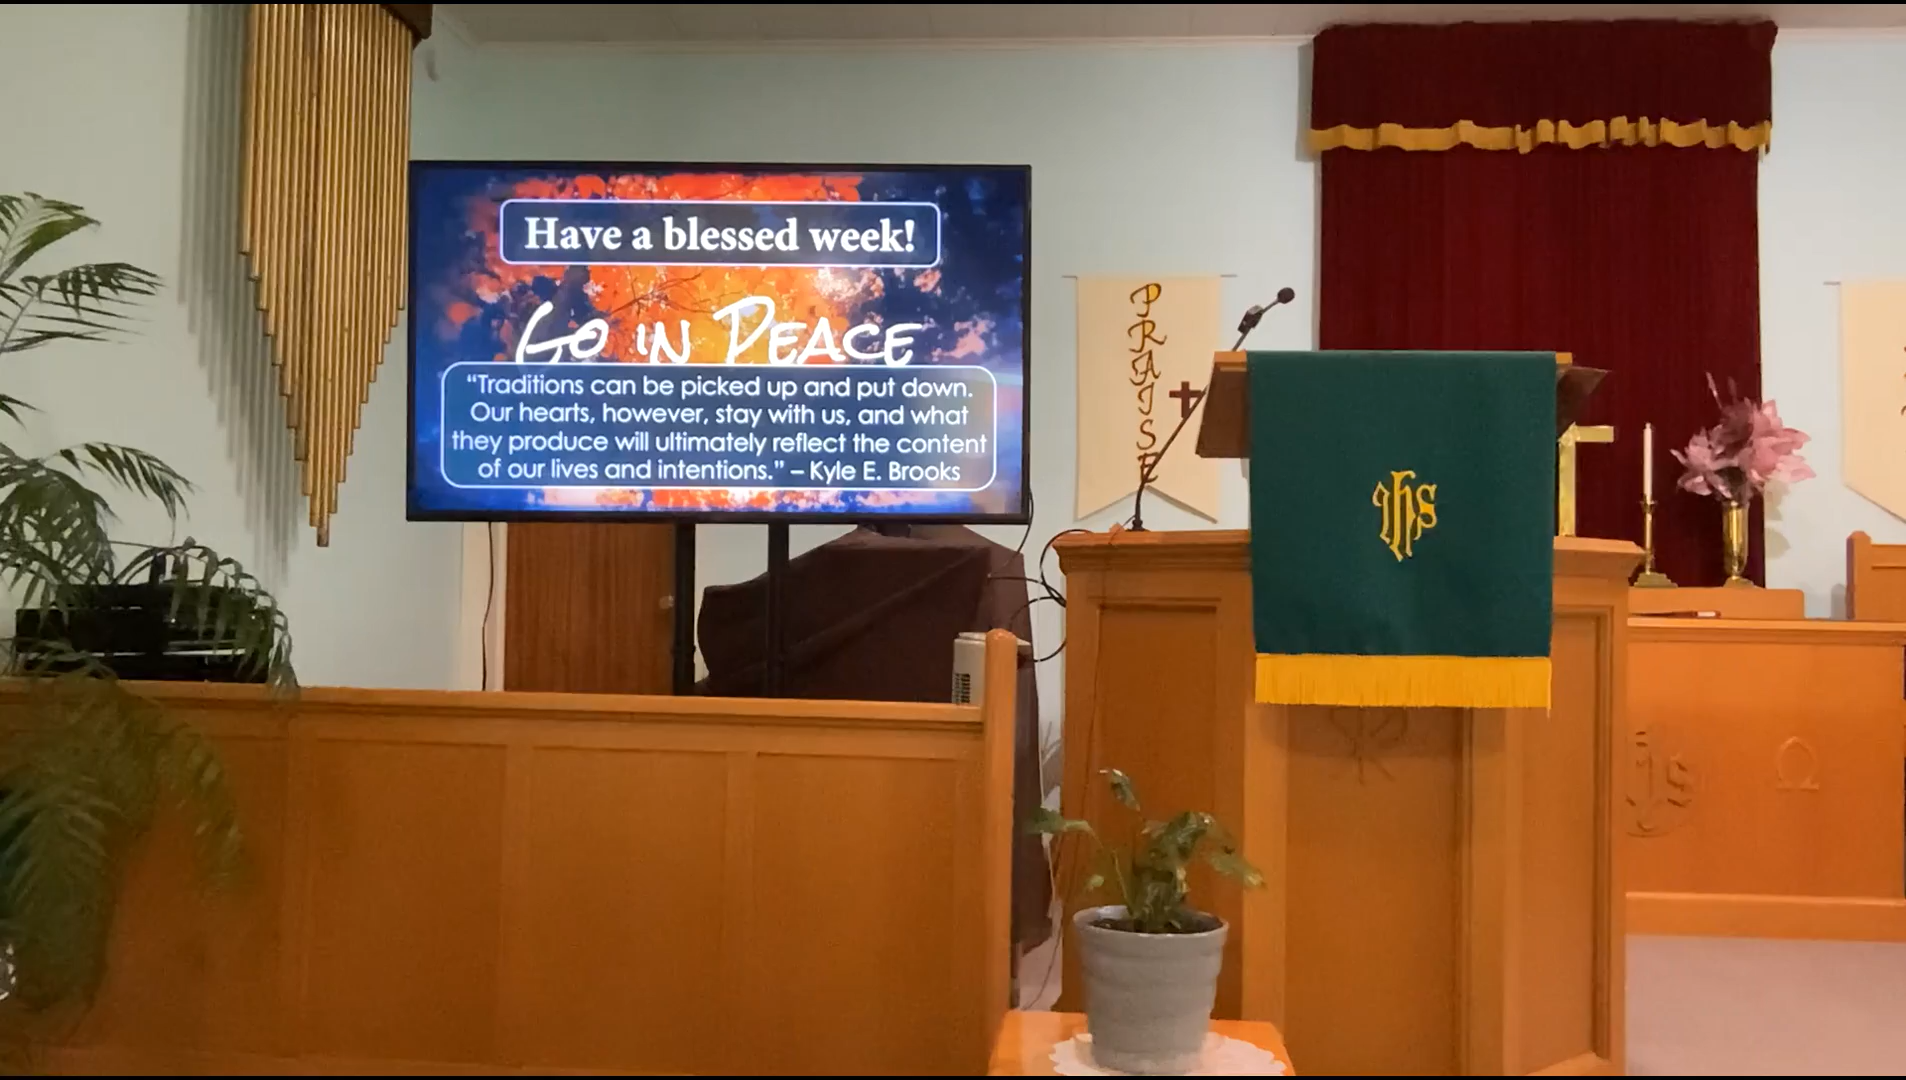 Have a blessed week!
Go in Peace
“Traditions can be picked up and put down.
Our hearts, however, stay with us, and what
they produce will ultimately reflect the content
of our lives and intentions.” – Kyle E. Brooks
PRAISE
IHS
IHS
Ω